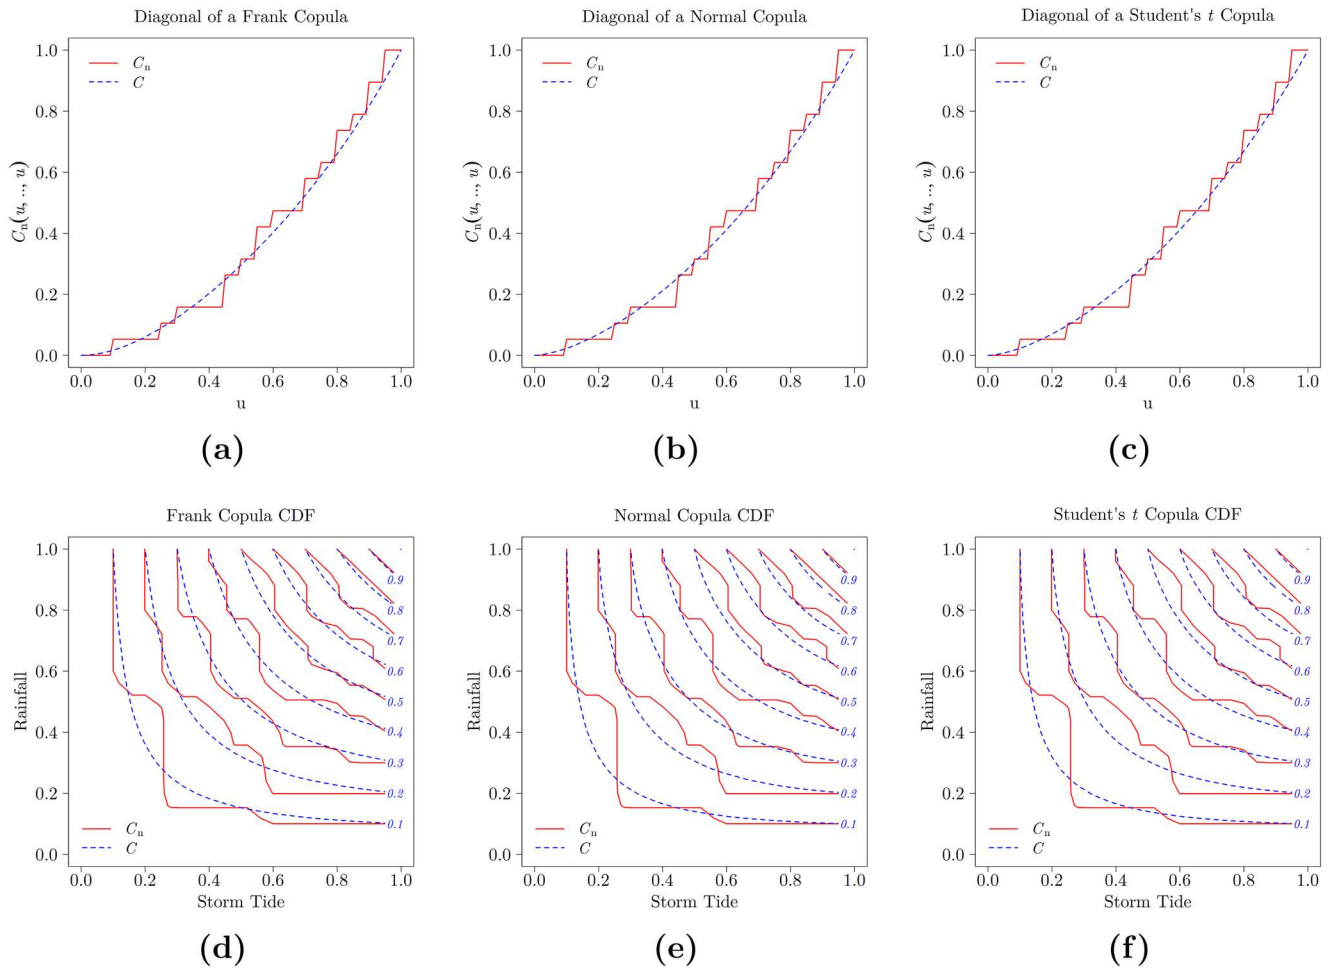 Diagonal of a Frank Copula
Cn
C
1.0
0.8
0.6
0.4
0.2
0.0
Cn(u, .., u)
0.0 0.2 0.4 0.6 0.8 1.0
u
(a)
Diagonal of a Normal Copula
Cn
C
1.0
0.8
0.6
0.4
0.2
0.0
Cn(u, .., u)
0.0 0.2 0.4 0.6 0.8 1.0
u
(b)
Diagonal of a Student's t Copula
Cn
C
1.0
0.8
0.6
0.4
0.2
0.0
Cn(u, .., u)
0.0 0.2 0.4 0.6 0.8 1.0
u
(c)
Frank Copula CDF
1.0
0.8
0.6
0.4
0.2
0.0
Rainfall
0.9
0.8
0.7
0.6
0.5
0.4
0.3
0.2
0.1
Cn
C
0.0 0.2 0.4 0.6 0.8 1.0
Storm Tide
(d)
Normal Copula CDF
1.0
0.8
0.6
0.4
0.2
0.0
Rainfall
0.9
0.8
0.7
0.6
0.5
0.4
0.3
0.2
0.1
Cn
C
0.0 0.2 0.4 0.6 0.8 1.0
Storm Tide
(e)
Student's t Copula CDF
1.0
0.8
0.6
0.4
0.2
0.0
Rainfall
0.9
0.8
0.7
0.6
0.5
0.4
0.3
0.2
0.1
Cn
C
0.0 0.2 0.4 0.6 0.8 1.0
Storm Tide
(f)